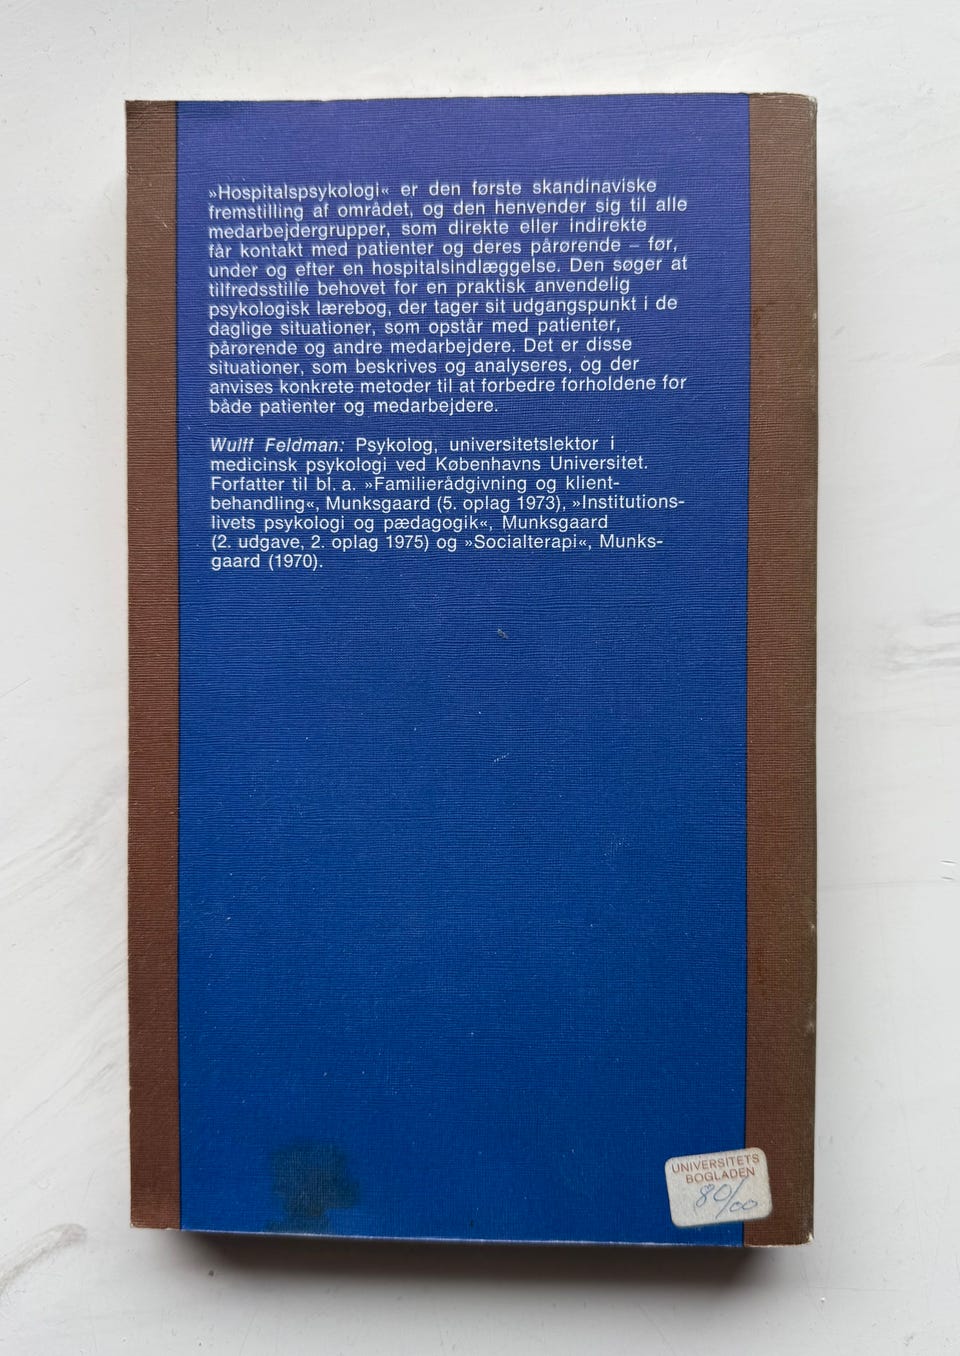 »Hospitalspsykologi« er den første skandinaviske
fremstilling af området, og den henvender sig til alle
medarbejdergrupper, som direkte eller indirekte
får kontakt med patienter og deres pårørende – før,
under og efter en hospitalsindlæggelse. Den søger at
tilfredsstille behovet for en praktisk anvendelig
psykologisk lærebog, der tager sit udgangspunkt i de
daglige situationer, som opstår med patienter,
pårørende og andre medarbejdere. Det er disse
situationer, som beskrives og analyseres, og der
anvises konkrete metoder til at forbedre forholdene for
både patienter og medarbejdere.
Wulff Feldman: Psykolog, universitetslektor i
medicinsk psykologi ved Københavns Universitet.
Forfatter til bl. a. »Familierådgivning og klient-
behandling«, Munksgaard (5. oplag 1973), »Institutions-
livets psykologi og pædagogik«, Munksgaard
(2. udgave, 2. oplag 1975) og »Socialterapi«, Munks-
gaard (1970).
UNIVERSITETS
BOGLADEN
80/00